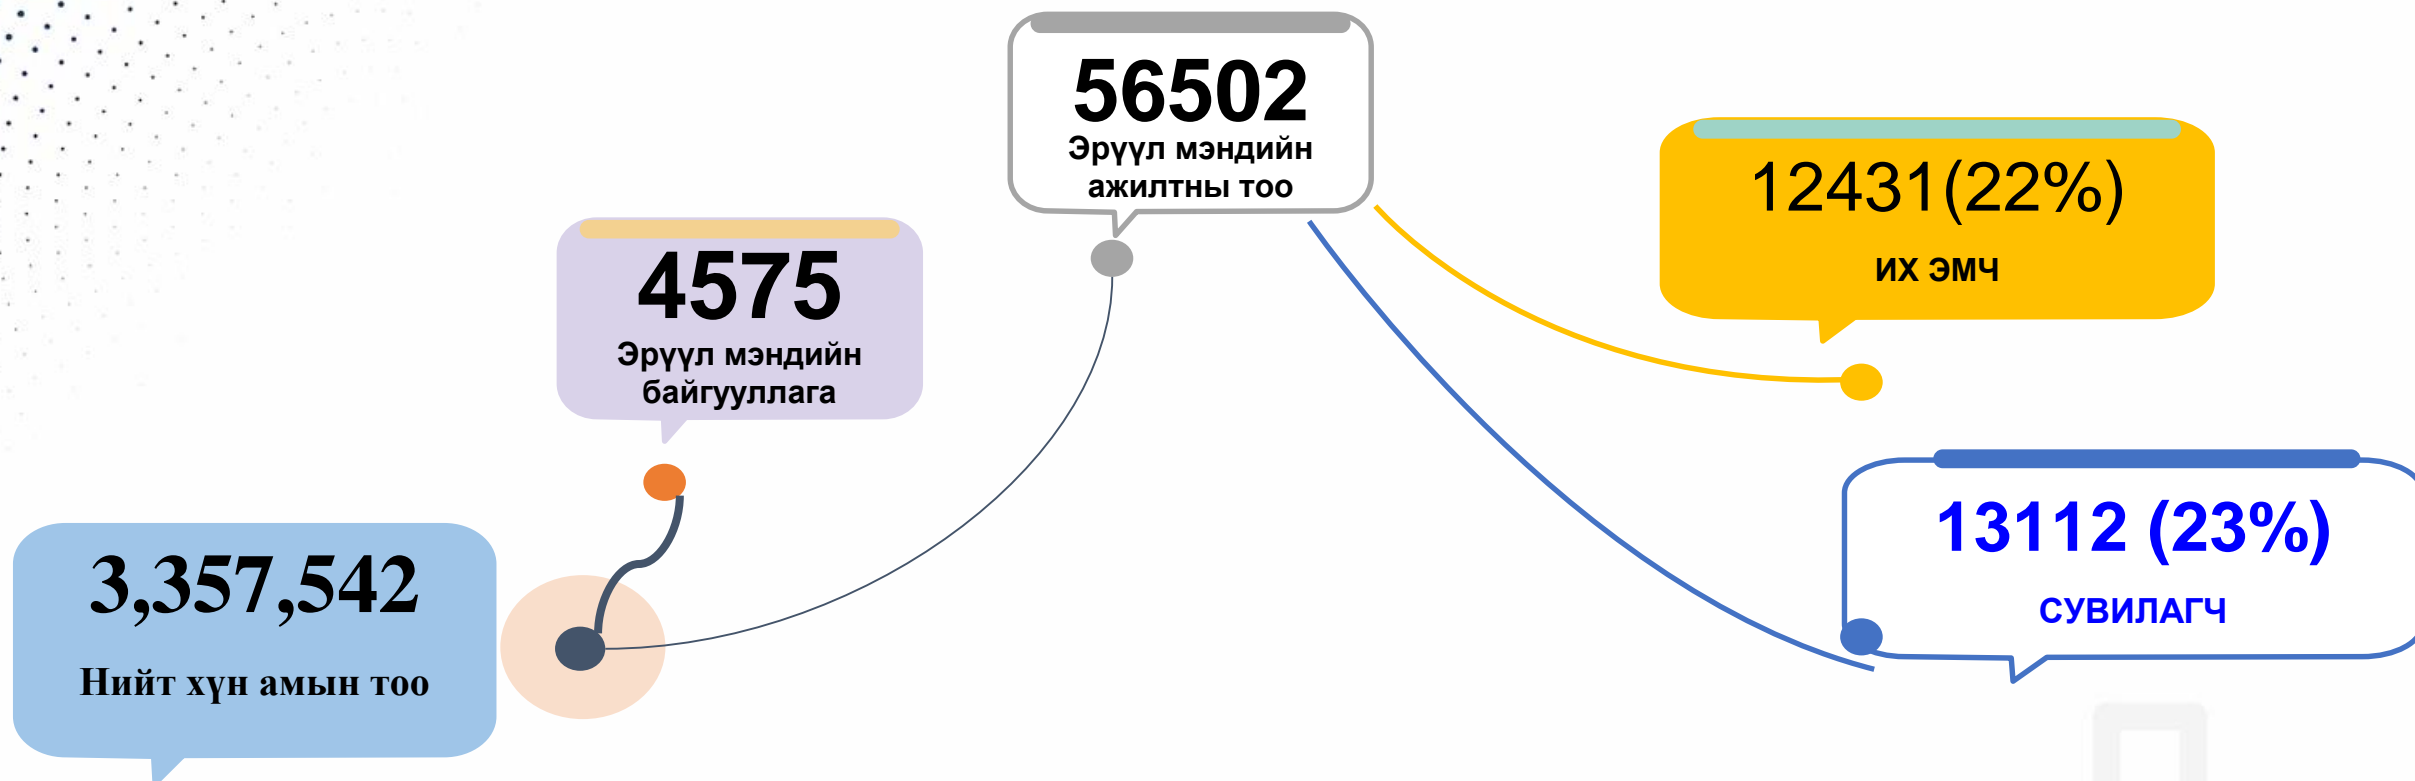 56502
Эрүүл мэндийн
ажилтны тоо
12431(22%)
ИХ ЭМЧ
4575
Эрүүл мэндийн
байгууллага
13112 (23%)
СУВИЛАГЧ
3,357,542
Нийт хүн амын тоо